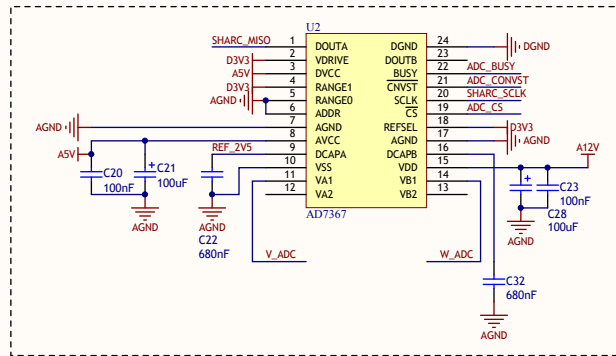 U2
SHARC_MISO 1 DOUTA DGND 24 DGND
D3V3 2 VDRIVE DOUTB 23
A5V 3 DVCC BUSY 22 ADC_BUSY
D3V3 4 RANGE1 CNVST 21 ADC_CONVST
AGND 5 RANGE0 SCLK 20 SHARC_SCLK
6 ADDR CS 19 ADC_CS
AGND 7 AGND REFSEL 18 D3V3
8 AVCC AGND 17 AGND
A5V REF_2V5 9 DCAPA DCAPB 16 A12V
10 VSS VDD 15
11 VA1 VB1 14
12 VA2 VB2 13
AD7367
C20
100nF
C21
100uF
+
AGND
C22
680nF
AGND
+
C23
100nF
C28
100uF
AGND
V_ADC
W_ADC
C32
680nF
AGND